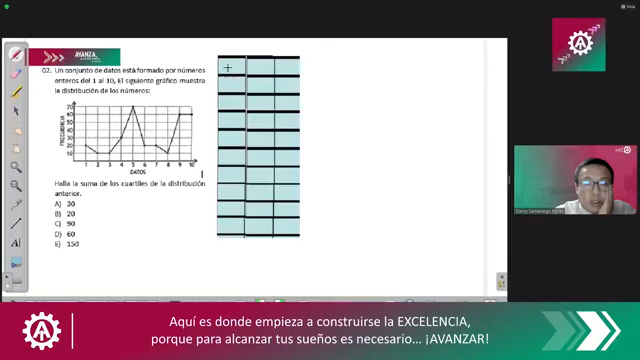 AVANZA
02. Un conjunto de datos está formado por números
enteros del 1 al 10, El siguiente gráfico muestra
la distribución de los números:
FRECUENCIA
70
60
50
40
30
20
10
1 2 3 4 5 6 7 8 9 10
DATOS
Halla la suma de los cuartiles de la distribución
anterior.
A) 30
B) 20
C) 90
D) 60
E) 150
Aquí es donde empieza a construirse la EXCELENCIA,
porque para alcanzar tus sueños es necesario... ¡AVANZAR!